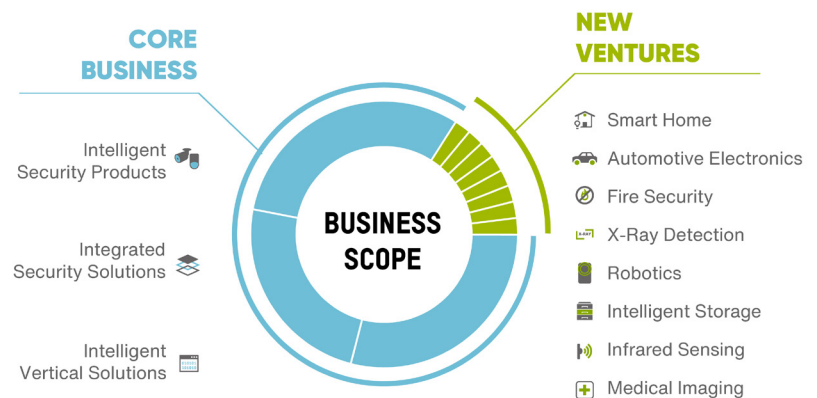 CORE
BUSINESS
Intelligent
Security Products
Integrated
Security Solutions
Intelligent
Vertical Solutions
BUSINESS
SCOPE
NEW
VENTURES
Smart Home
Automotive Electronics
Fire Security
X-RAY
X-Ray Detection
Robotics
Intelligent Storage
Infrared Sensing
Medical Imaging